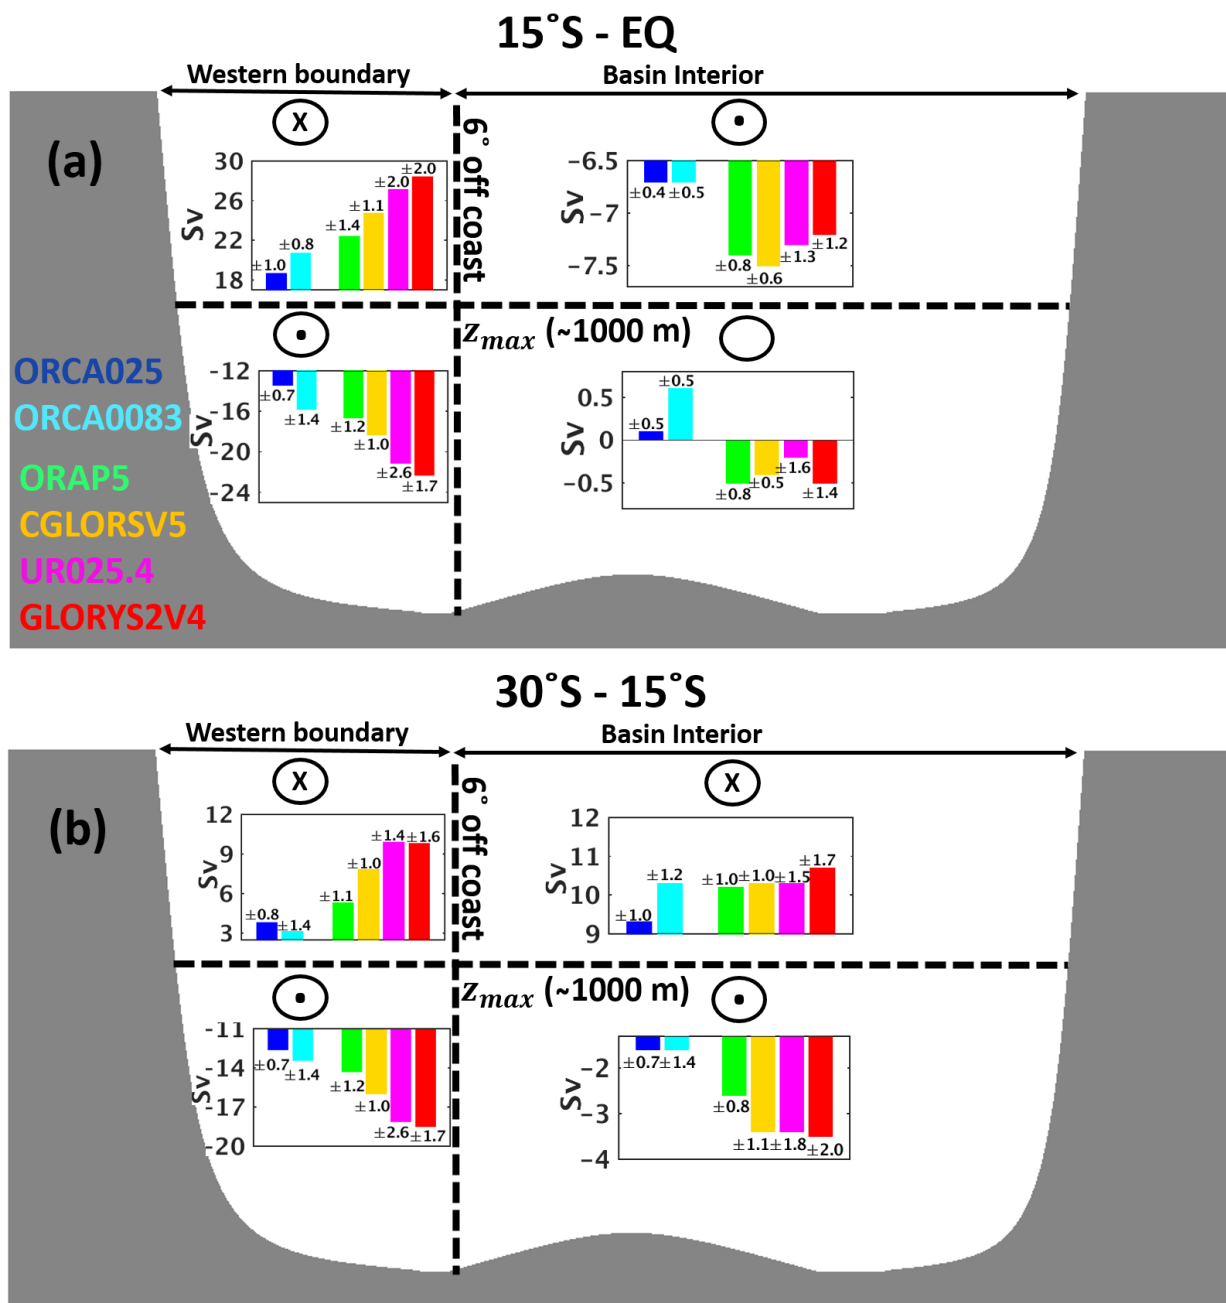 15°S - EQ
Western boundary
Basin Interior
(a)
X
6° off coast
30
26
22
18
Sv
±1.0
±0.8
±1.4
±1.1
±2.0
±2.0
-6.5
-7
-7.5
Sv
±0.4
±0.5
±0.8
±0.6
±1.3
±1.2
z_max (~1000 m)
-12
-16
-20
-24
Sv
±0.7
±1.4
±1.2
±1.0
±2.6
±1.7
0.5
0
-0.5
Sv
±0.5
±0.5
±0.8
±0.5
±1.6
±1.4
ORCA025
ORCA0083
ORAP5
CGLORSV5
UR025.4
GLORYS2V4
30°S - 15°S
Western boundary
Basin Interior
(b)
X
X
6° off coast
12
9
6
3
Sv
±0.8
±1.4
±1.1
±1.0
±1.4
±1.6
12
11
10
9
Sv
±1.0
±1.2
±1.0
±1.0
±1.5
±1.7
z_max (~1000 m)
-11
-14
-17
-20
Sv
±0.7
±1.4
±1.2
±1.0
±2.6
±1.7
-2
-3
-4
Sv
±0.7
±1.4
±0.8
±1.1
±1.8
±2.0